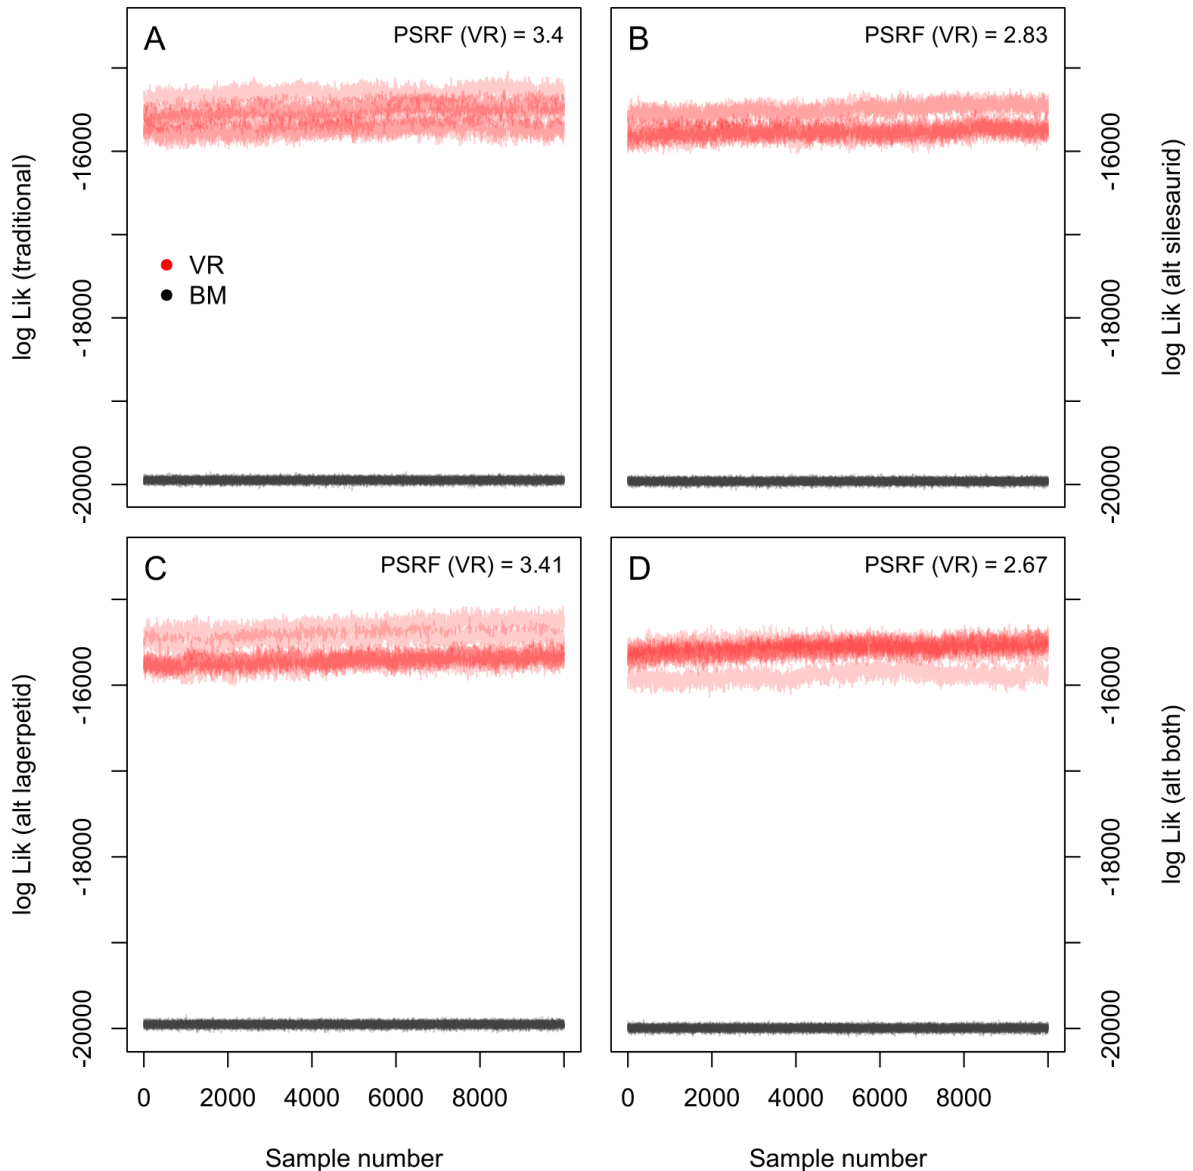 A
PSRF (VR) = 3.4
log Lik (traditional)
-16000
-18000
-20000
VR
BM
B
PSRF (VR) = 2.83
-16000
-18000
-20000
log Lik (alt silesaurid)
C
PSRF (VR) = 3.41
log Lik (alt lagerpetid)
-16000
-18000
-20000
0 2000 4000 6000 8000
Sample number
D
PSRF (VR) = 2.67
-16000
-18000
-20000
log Lik (alt both)
0 2000 4000 6000 8000
Sample number